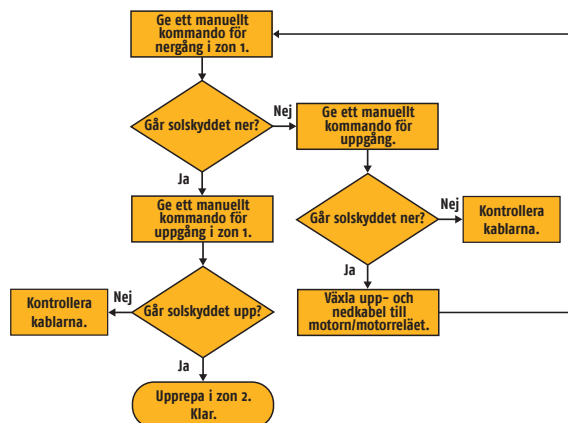 Ge ett manuellt
kommando för
nergång i zon 1.
Går solskyddet ner?
Nej
Ge ett manuellt
kommando för
uppgång.
Ja
Ge ett manuellt
kommando för
uppgång i zon 1.
Går solskyddet ner?
Nej
Kontrollera
kablarna.
Ja
Växla upp- och
nedkabel till
motorn/motorreläet.
Går solskyddet upp?
Nej
Kontrollera
kablarna.
Ja
Upprepa i zon 2.
Klar.